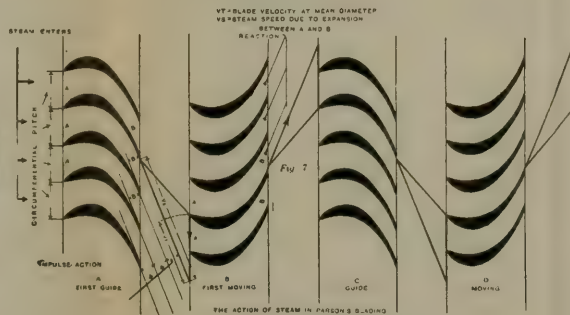 VT=BLADE VELOCITY AT MEAN DIAMETER
VS=STEAM SPEED DUE TO EXPANSION
BETWEEN A AND B
REACTION
STEAM ENTERS
CIRCUMFERENTIAL PITCH
Fig 7
IMPULSE ACTION
A
FIRST GUIDE
B
FIRST MOVING
C
GUIDE
D
MOVING
THE ACTION OF STEAM IN PARSON'S BLADING